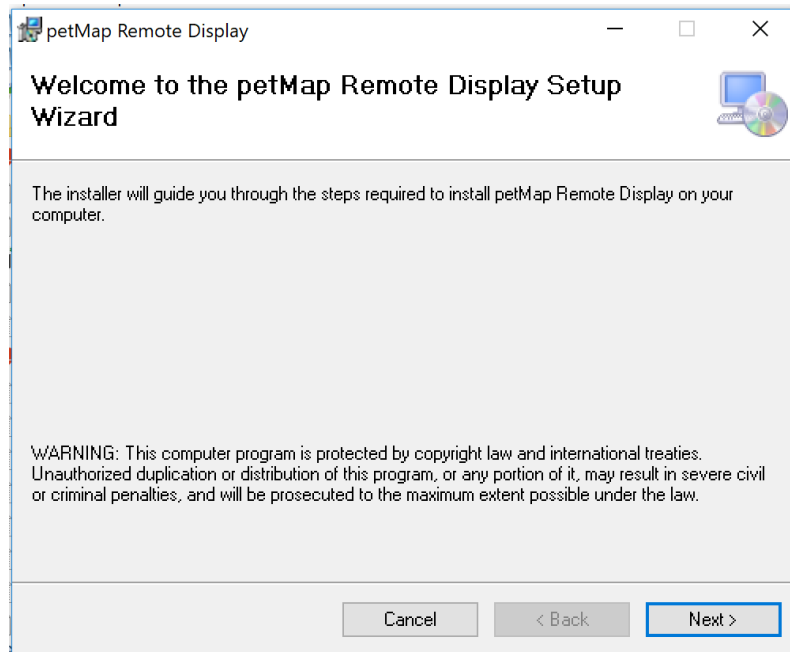 petMap Remote Display
Welcome to the petMap Remote Display Setup
Wizard
The installer will guide you through the steps required to install petMap Remote Display on your
computer.
WARNING: This computer program is protected by copyright law and international treaties.
Unauthorized duplication or distribution of this program, or any portion of it, may result in severe civil
or criminal penalties, and will be prosecuted to the maximum extent possible under the law.
Cancel
< Back
Next >